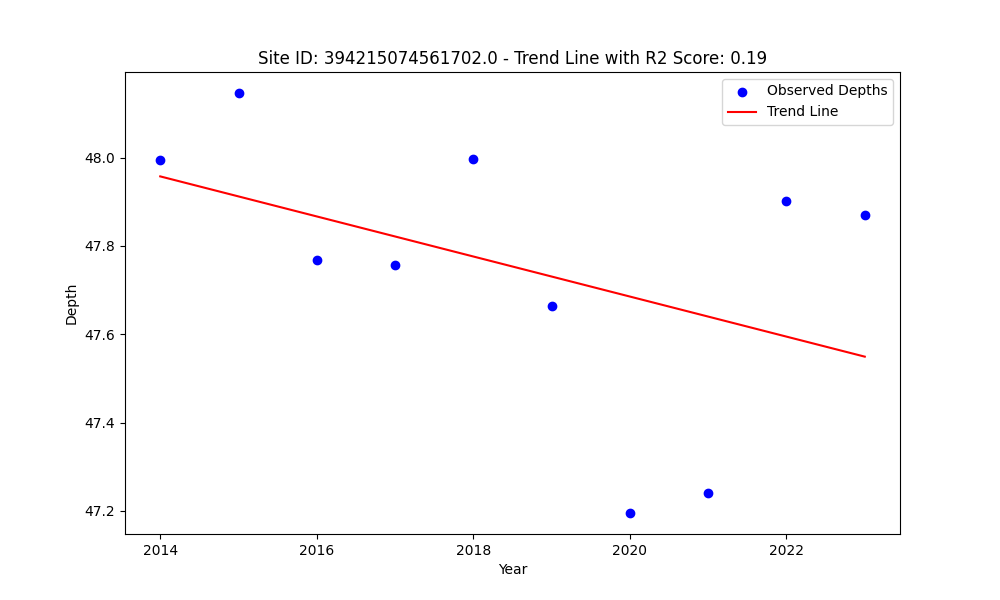 Site ID: 394215074561702.0 - Trend Line with R2 Score: 0.19
Observed Depths
Trend Line
48.0
47.8
47.6
47.4
47.2
Depth
2014
2016
2018
2020
2022
Year